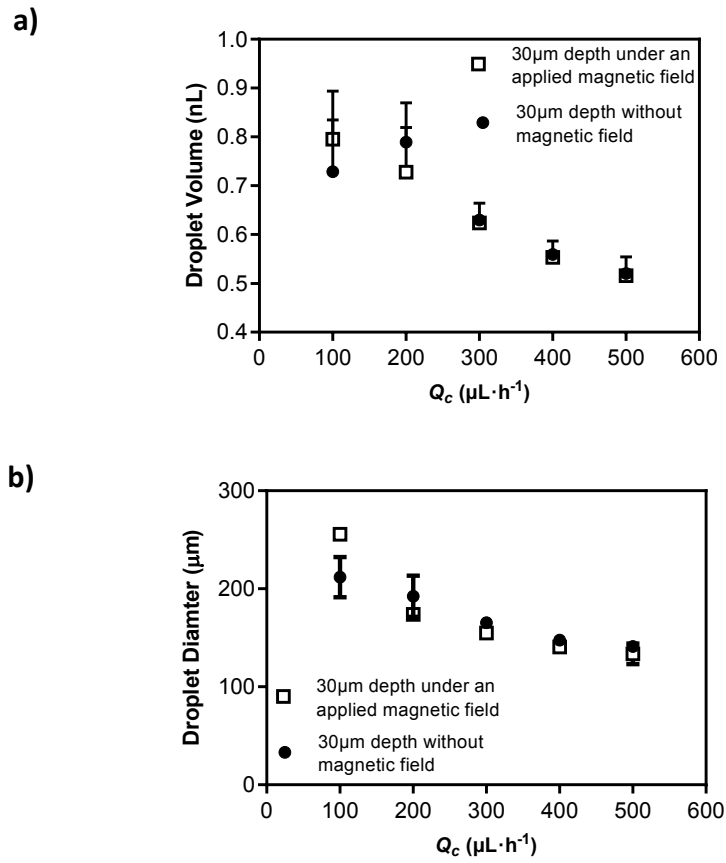 a)
1.0
0.9
0.8
0.7
0.6
0.5
0.4
Droplet Volume (nL)
30µm depth under an
applied magnetic field
30µm depth without
magnetic field
0 100 200 300 400 500 600
Qc (µL·h-1)
b)
300
200
100
0
Droplet Diamter (µm)
30µm depth under an
applied magnetic field
30µm depth without
magnetic field
0 100 200 300 400 500 600
Qc (µL·h-1)